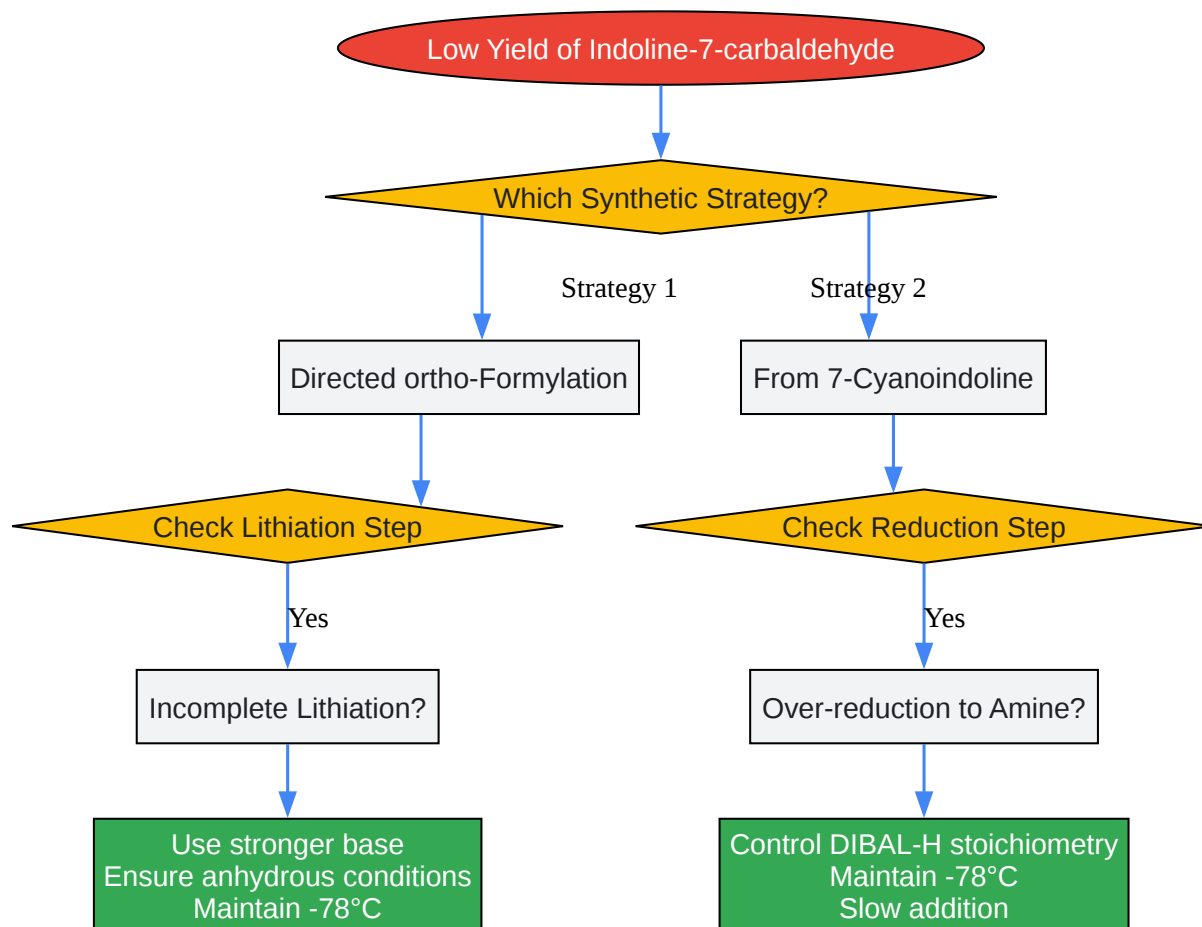 Low Yield of Indoline-7-carbaldehyde
Which Synthetic Strategy?
Strategy 1
Strategy 2
Directed ortho-Formylation
From 7-Cyanoindoline
Check Lithiation Step
Check Reduction Step
Yes
Yes
Incomplete Lithiation?
Over-reduction to Amine?
Use stronger base
Ensure anhydrous conditions
Maintain -78°C
Control DIBAL-H stoichiometry
Maintain -78°C
Slow addition